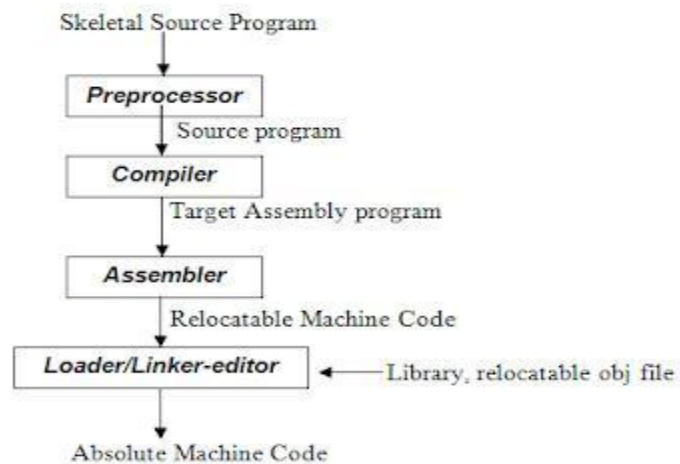 Skeletal Source Program
Preprocessor
Source program
Compiler
Target Assembly program
Assembler
Relocatable Machine Code
Loader/Linker-editor
Library, relocatable obj file
Absolute Machine Code